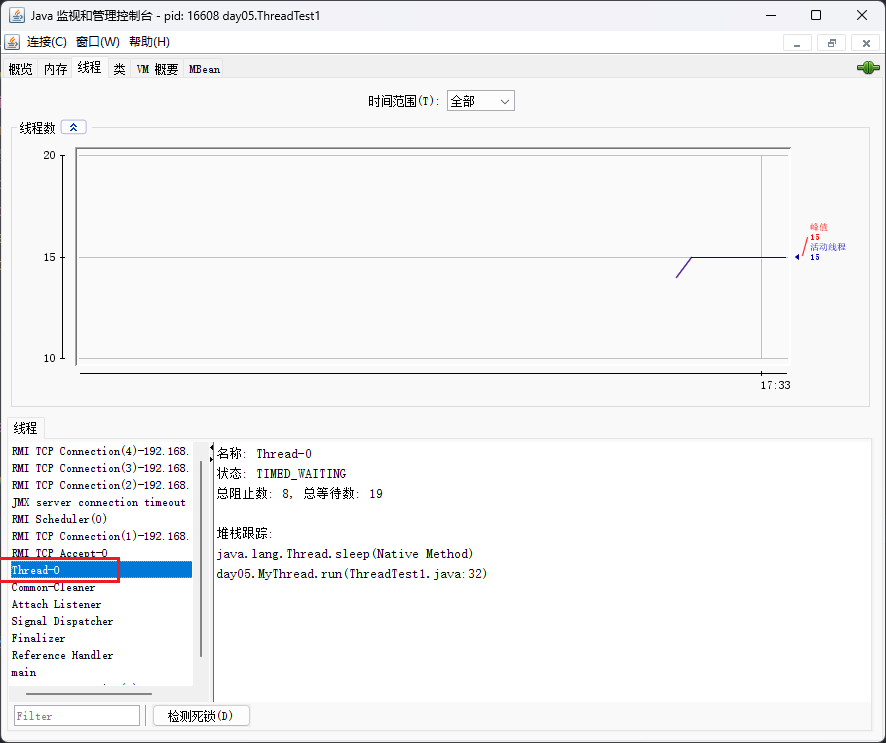 Java 监视和管理控制台 - pid: 16608 day05.ThreadTest1
连接(C) 窗口(W) 帮助(H)
概览 内存 线程 类 VM 概要 MBean
时间范围(T): 全部
线程数
20
15
10
峰值
15
活动线程
15
17:33
线程
RMI TCP Connection(4)-192.168.
RMI TCP Connection(3)-192.168.
RMI TCP Connection(2)-192.168.
JMX server connection timeout
RMI Scheduler(0)
RMI TCP Connection(1)-192.168.
RMI TCP Accept-0
Thread-0
Common-Cleaner
Attach Listener
Signal Dispatcher
Finalizer
Reference Handler
main
名称: Thread-0
状态: TIMED_WAITING
总阻止数: 8, 总等待数: 19
堆栈跟踪:
java.lang.Thread.sleep(Native Method)
day05.MyThread.run(ThreadTest1.java:32)
Filter
检测死锁(D)